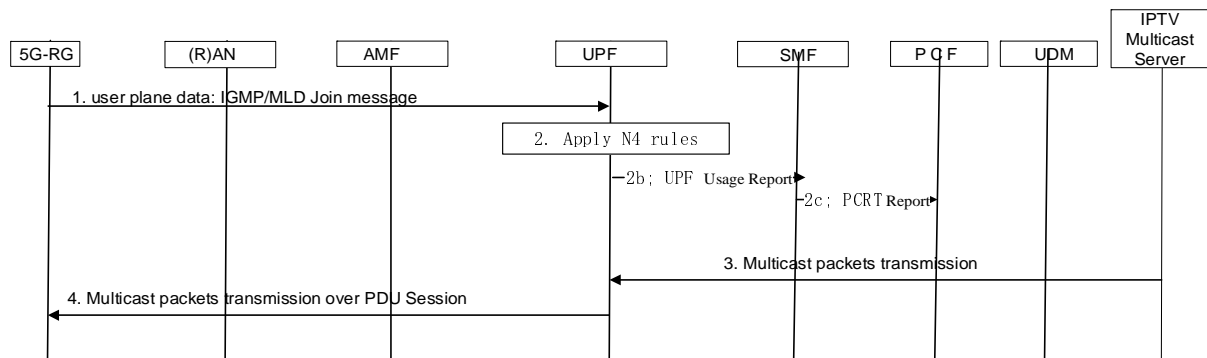 IPTV
Multicast
Server
5G-RG
(R)AN
AMF
UPF
SMF
P C F
UDM
1. user plane data: IGMP/MLD Join message
2. Apply N4 rules
2b; UPF Usage Report
2c; PCRT Report
3. Multicast packets transmission
4. Multicast packets transmission over PDU Session